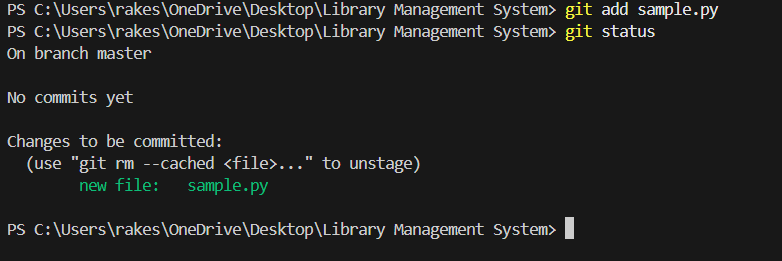 PS C:\Users\rakes\OneDrive\Desktop\Library Management System> git add sample.py
PS C:\Users\rakes\OneDrive\Desktop\Library Management System> git status
On branch master
No commits yet
Changes to be committed:
  (use "git rm --cached <file>..." to unstage)
        new file:   sample.py
PS C:\Users\rakes\OneDrive\Desktop\Library Management System>